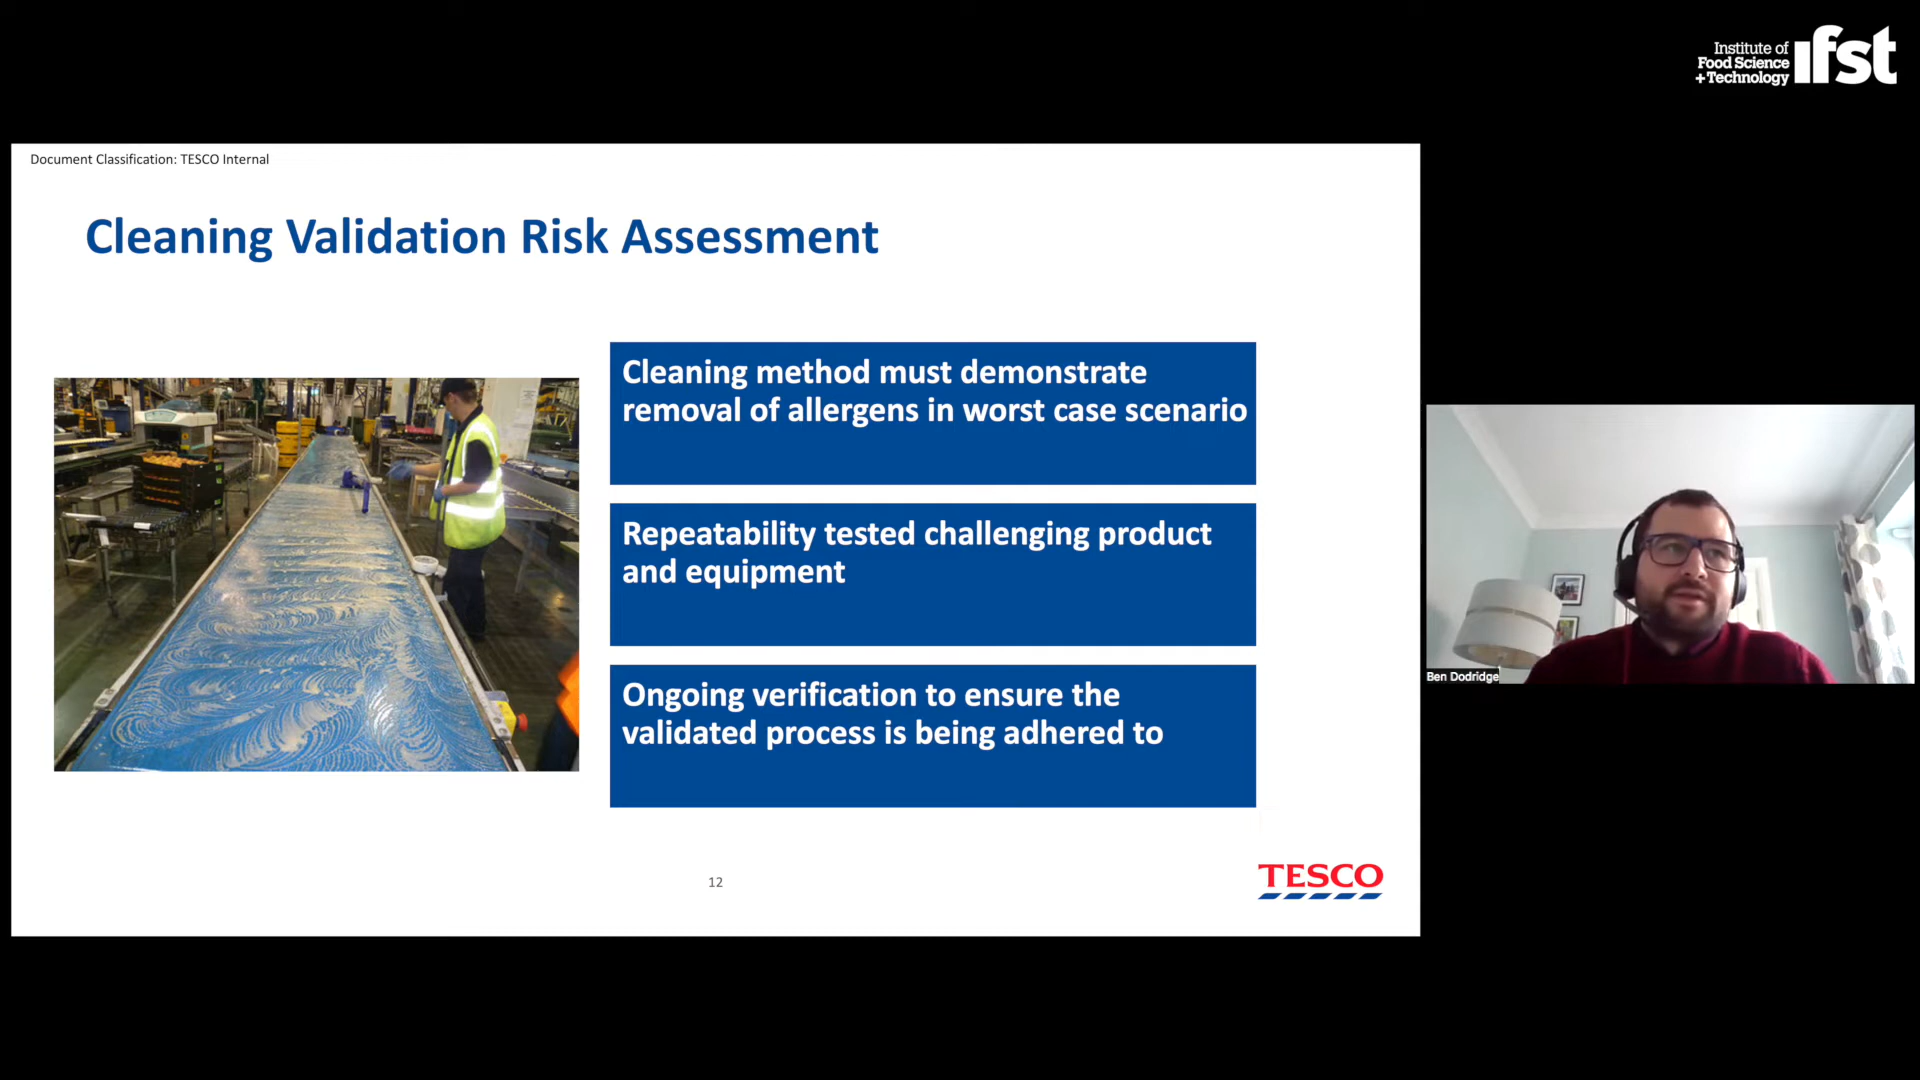 Institute of
Food Science
+Technology
ifst
Document Classification: TESCO Internal
Cleaning Validation Risk Assessment
Cleaning method must demonstrate
removal of allergens in worst case scenario
Repeatability tested challenging product
and equipment
Ongoing verification to ensure the
validated process is being adhered to
Ben Dodridge
12
TESCO